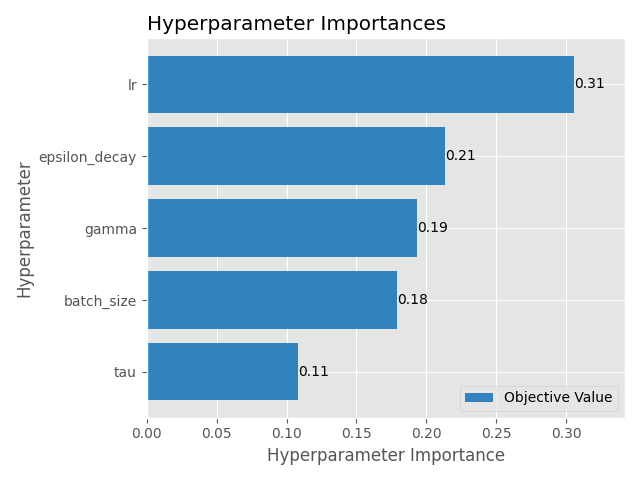 Hyperparameter Importances
Hyperparameter
lr
0.31
epsilon_decay
0.21
gamma
0.19
batch_size
0.18
tau
0.11
Objective Value
0.00 0.05 0.10 0.15 0.20 0.25 0.30
Hyperparameter Importance